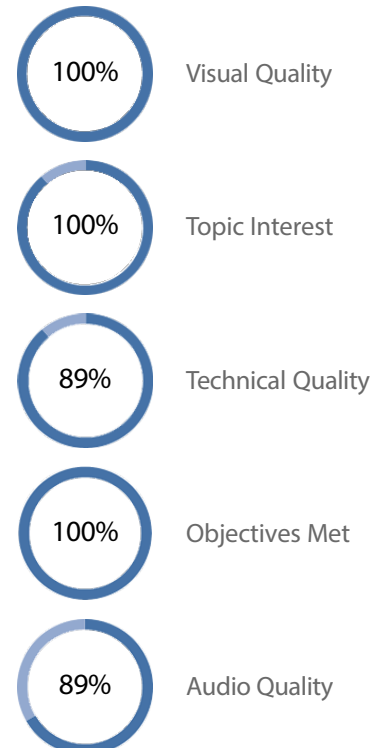 100% Visual Quality
100% Topic Interest
89% Technical Quality
100% Objectives Met
89% Audio Quality